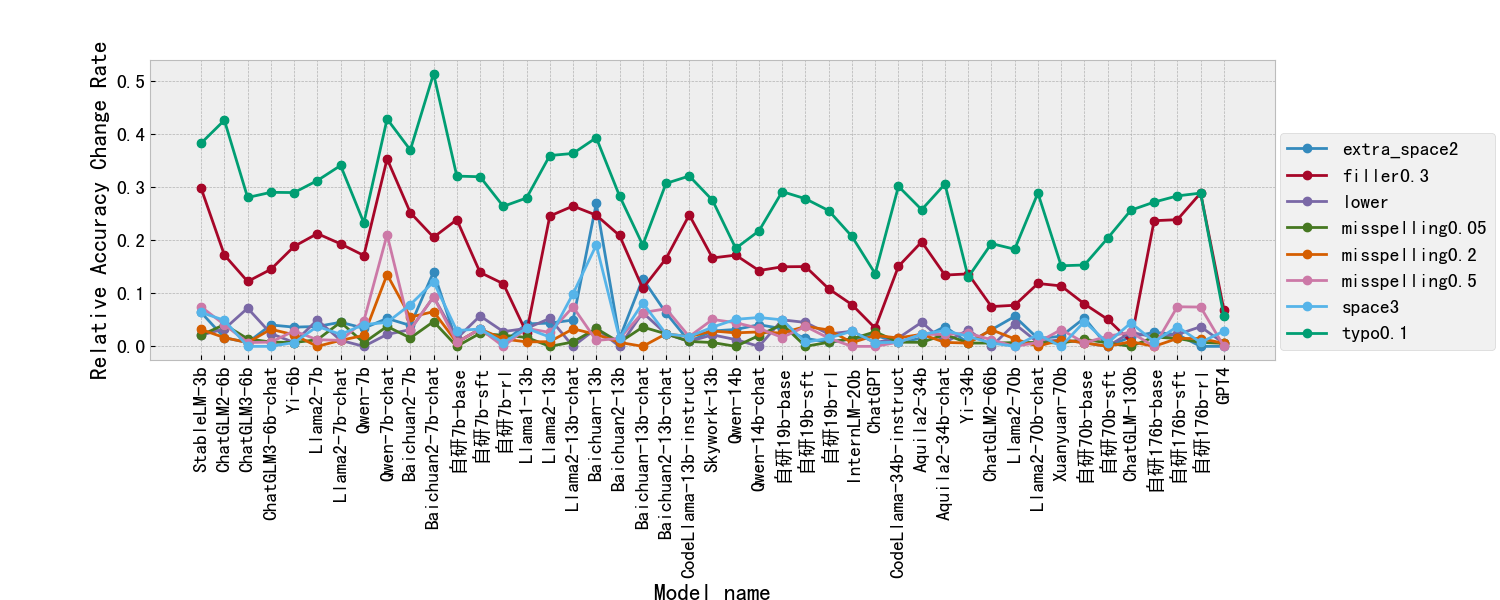 Relative Accuracy Change Rate
0.5
0.4
0.3
0.2
0.1
0.0
extra_space2
filler0.3
lower
misspelling0.05
misspelling0.2
misspelling0.5
space3
typo0.1
StableLM-3b
ChatGLM2-6b
ChatGLM3-6b
ChatGLM3-6b-chat
Yi-6b
Llama2-7b
Llama2-7b-chat
Qwen-7b
Qwen-7b-chat
Baichuan2-7b
Baichuan2-7b-chat
自研7b-base
自研7b-sft
自研7b-rl
Llama1-13b
Llama2-13b
Llama2-13b-chat
Baichuan-13b
Baichuan2-13b
Baichuan-13b-chat
Baichuan2-13b-chat
CodeLlama-13b-instruct
Skywork-13b
Qwen-14b
Qwen-14b-chat
自研19b-base
自研19b-sft
自研19b-rl
InternLM-20b
ChatGPT
CodeLlama-34b-instruct
Aquila2-34b
Aquila2-34b-chat
Yi-34b
ChatGLM2-66b
Llama2-70b
Llama2-70b-chat
Xuanyuan-70b
自研70b-base
自研70b-sft
ChatGLM-130b
自研176b-base
自研176b-sft
自研176b-rl
GPT4
Model name